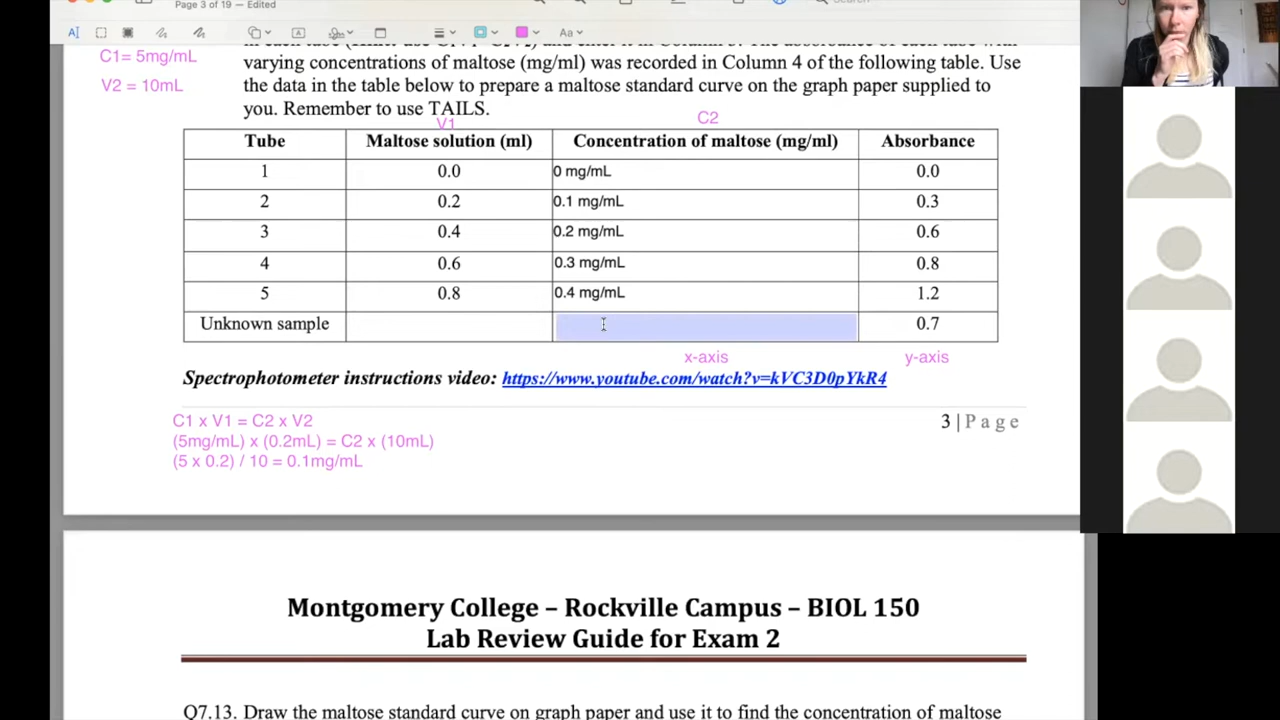 Page 3 of 19 — Edited
Search
Aa
C1= 5mg/mL
V2 = 10mL
varying concentrations of maltose (mg/ml) was recorded in Column 4 of the following table. Use
the data in the table below to prepare a maltose standard curve on the graph paper supplied to
you. Remember to use TAILS.
V1 C2
Tube Maltose solution (ml) Concentration of maltose (mg/ml) Absorbance
1 0.0 0 mg/mL 0.0
2 0.2 0.1 mg/mL 0.3
3 0.4 0.2 mg/mL 0.6
4 0.6 0.3 mg/mL 0.8
5 0.8 0.4 mg/mL 1.2
Unknown sample 0.7
x-axis y-axis
Spectrophotometer instructions video: https://www.youtube.com/watch?v=kVC3D0pYkR4
C1 x V1 = C2 x V2
(5mg/mL) x (0.2mL) = C2 x (10mL)
(5 x 0.2) / 10 = 0.1mg/mL
3 | Page
Montgomery College – Rockville Campus – BIOL 150
Lab Review Guide for Exam 2
Q7.13. Draw the maltose standard curve on graph paper and use it to find the concentration of maltose